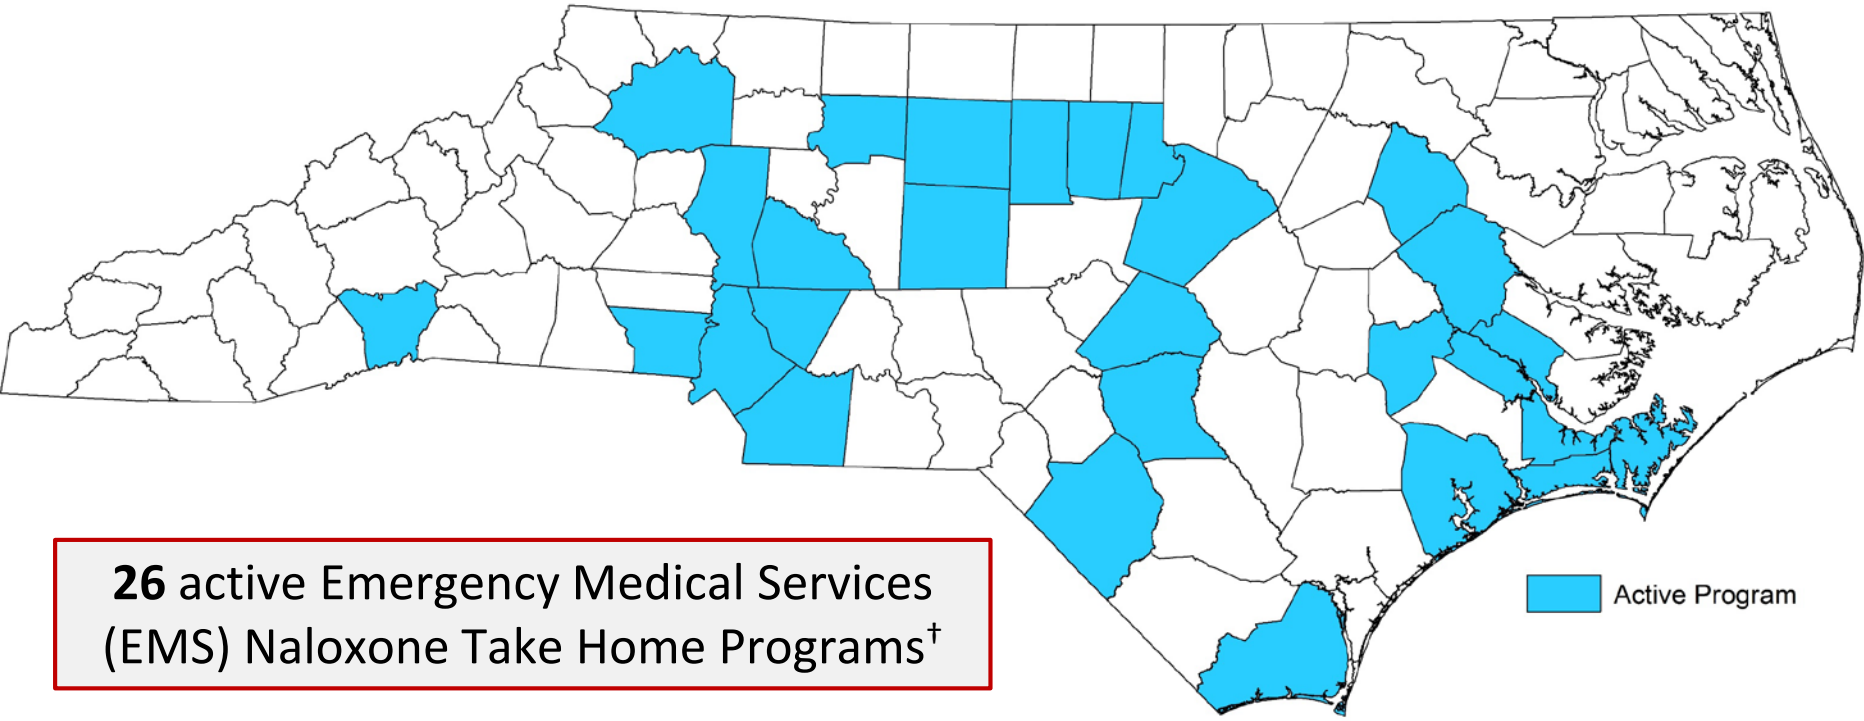 26 active Emergency Medical Services
(EMS) Naloxone Take Home Programs†
Active Program